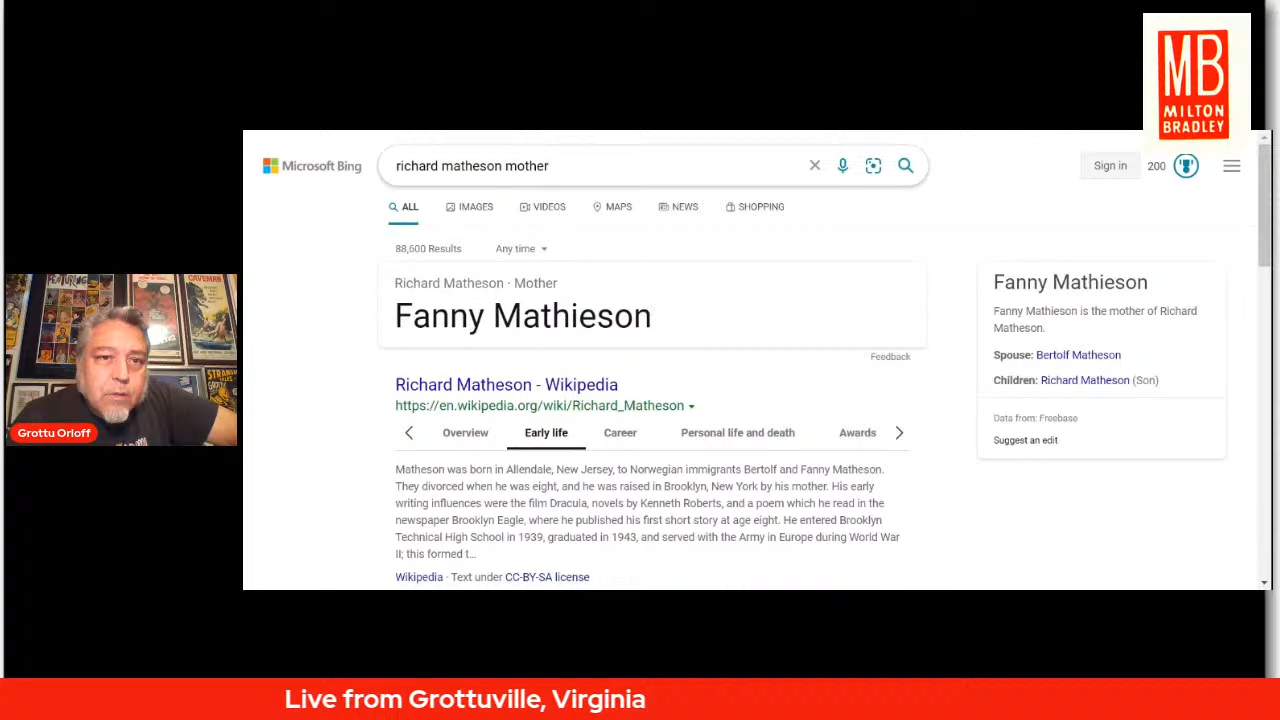 MB
MILTON
BRADLEY
Microsoft Bing
richard matheson mother
Sign in
200
ALL
IMAGES
VIDEOS
MAPS
NEWS
SHOPPING
88,600 Results
Any time
Richard Matheson · Mother
Fanny Mathieson
Feedback
Richard Matheson - Wikipedia
https://en.wikipedia.org/wiki/Richard_Matheson
Overview
Early life
Career
Personal life and death
Awards
Matheson was born in Allendale, New Jersey, to Norwegian immigrants Bertolf and Fanny Matheson.
They divorced when he was eight, and he was raised in Brooklyn, New York by his mother. His early
writing influences were the film Dracula, novels by Kenneth Roberts, and a poem which he read in the
newspaper Brooklyn Eagle, where he published his first short story at age eight. He entered Brooklyn
Technical High School in 1939, graduated in 1943, and served with the Army in Europe during World War
II; this formed t...
Wikipedia · Text under CC-BY-SA license
Fanny Mathieson
Fanny Mathieson is the mother of Richard
Matheson.
Spouse: Bertolf Matheson
Children: Richard Matheson (Son)
Data from: Freebase
Suggest an edit
FEATURING
CAVEMAN
STRANGE
Grottu Orloff
Live from Grottuville, Virginia